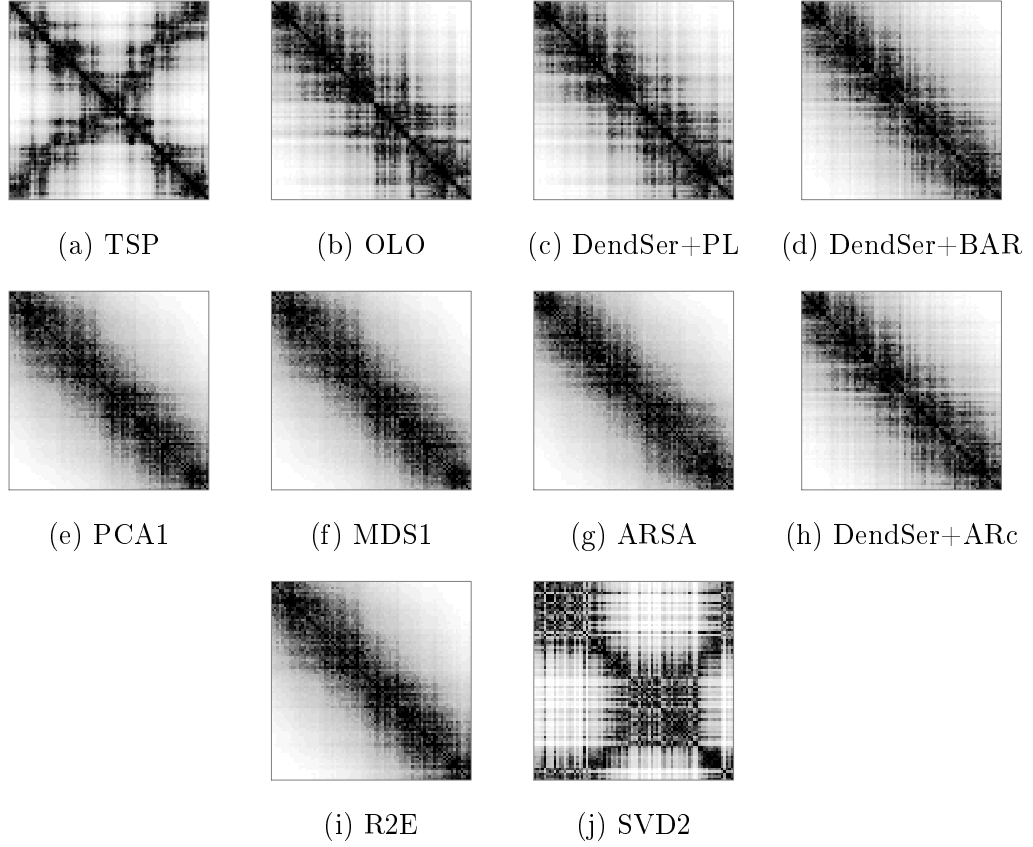 (a) TSP
(b) OLO
(c) DendSer+PL
(d) DendSer+BAR
(e) PCA1
(f) MDS1
(g) ARSA
(h) DendSer+ARc
(i) R2E
(j) SVD2